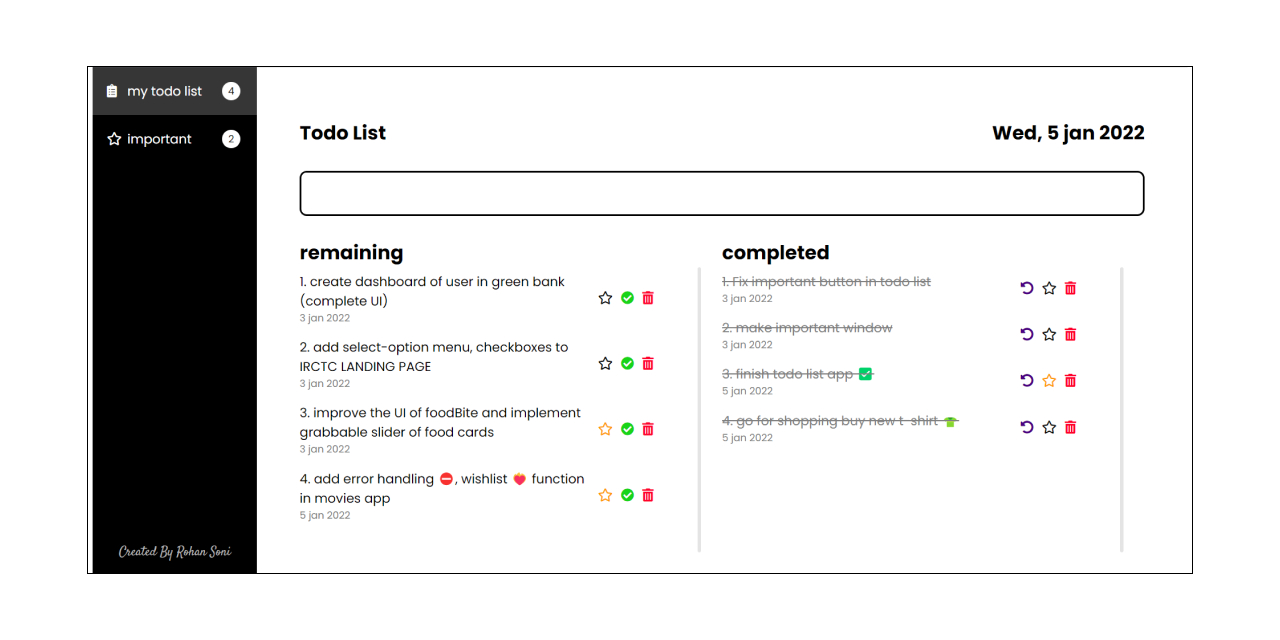 my todo list 4
important 2
Created By Rohan Soni
Todo List
Wed, 5 jan 2022
remaining
1. create dashboard of user in green bank
(complete UI)
3 jan 2022
2. add select-option menu, checkboxes to
IRCTC LANDING PAGE
3 jan 2022
3. improve the UI of foodBite and implement
grabbable slider of food cards
3 jan 2022
4. add error handling ⛔, wishlist ❤️ function
in movies app
5 jan 2022
completed
1. Fix important button in todo list
3 jan 2022
2. make important window
3 jan 2022
3. finish todo list app ✅
5 jan 2022
4. go for shopping buy new t-shirt 👕
5 jan 2022